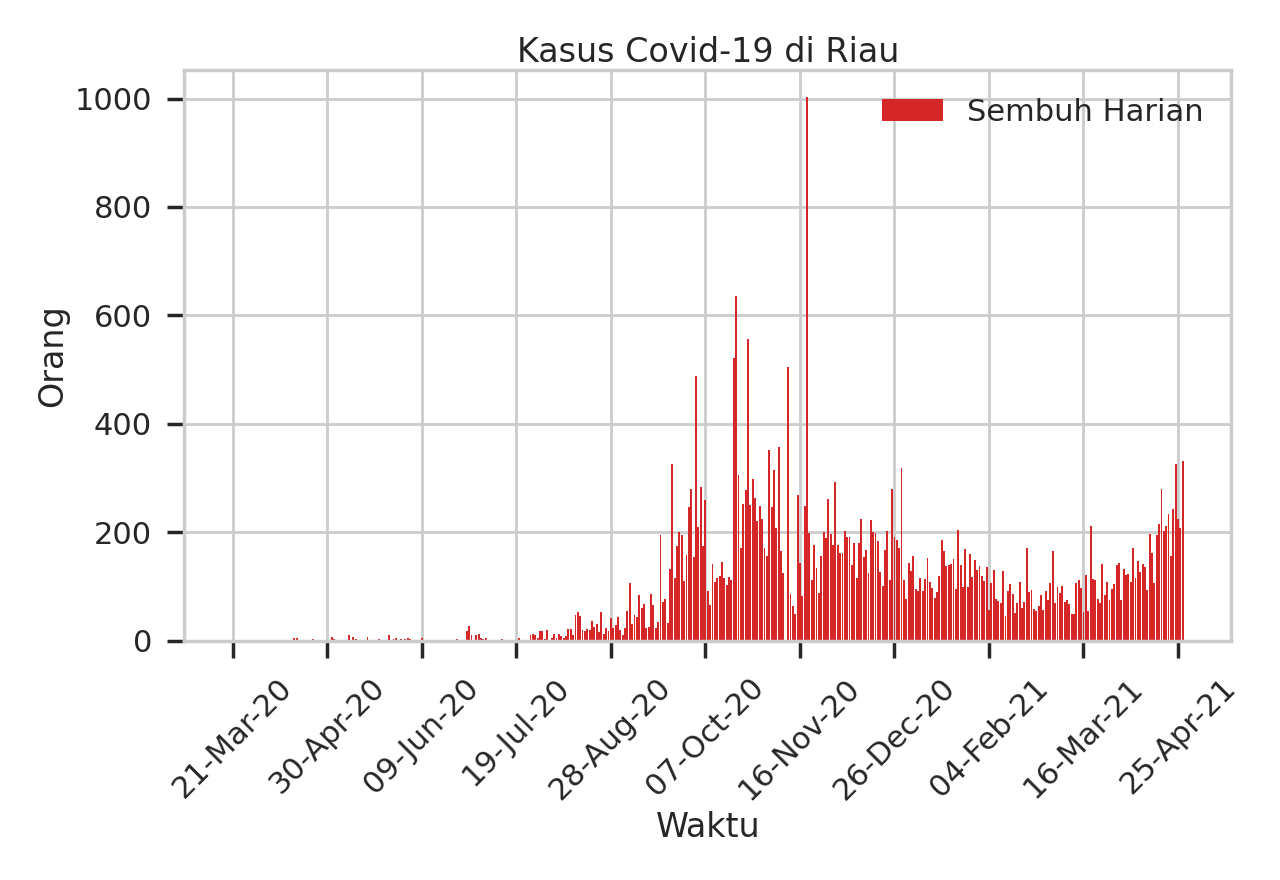 Kasus Covid-19 di Riau
Sembuh Harian
Orang
1000
800
600
400
200
0
21-Mar-20
30-Apr-20
09-Jun-20
19-Jul-20
28-Aug-20
07-Oct-20
16-Nov-20
26-Dec-20
04-Feb-21
16-Mar-21
25-Apr-21
Waktu